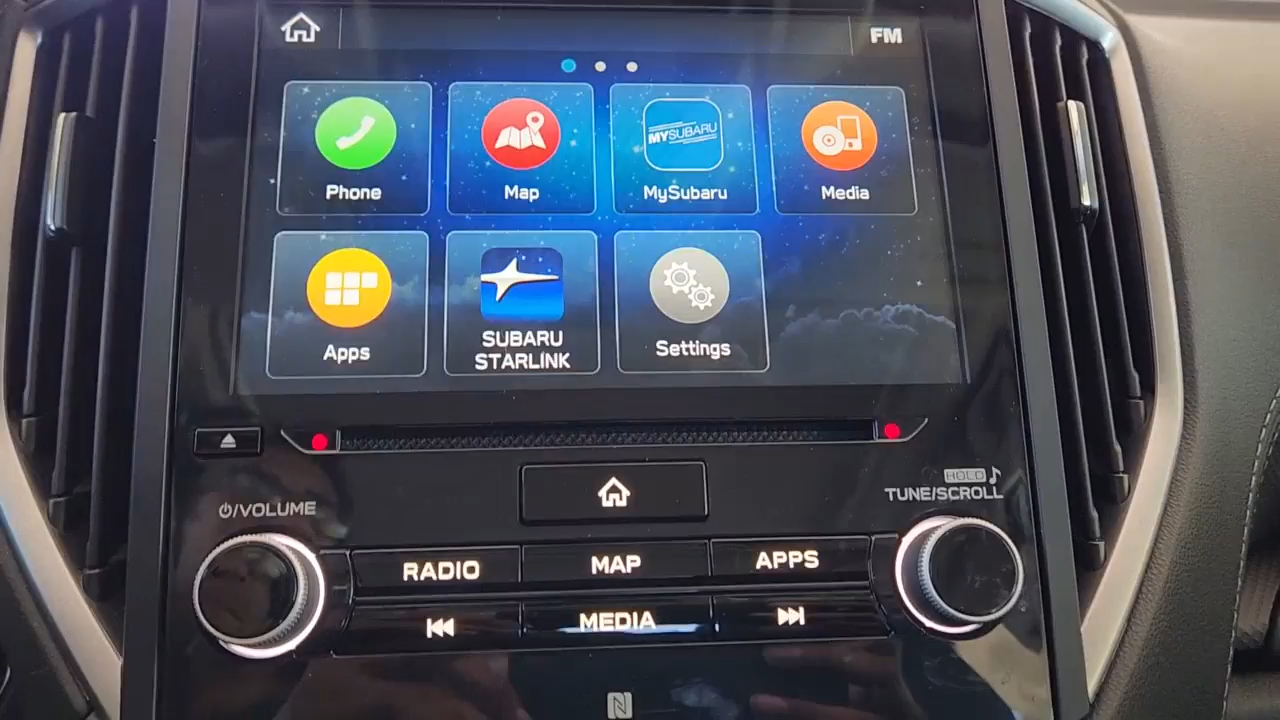 FM
Phone
Map
MYSUBARU
MySubaru
Media
Apps
SUBARU
STARLINK
Settings
HOLD
TUNE/SCROLL
/VOLUME
RADIO
MAP
APPS
MEDIA